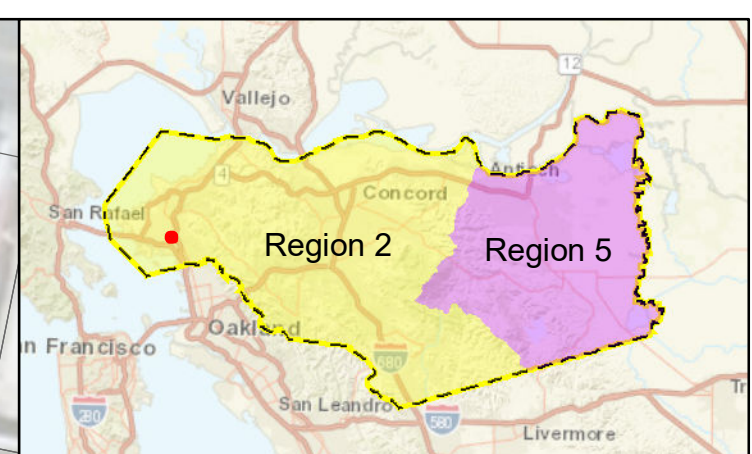 12
Vallejo
Antioch
4
Concord
San Rafael
Region 2
Region 5
Oakland
n Francisco
680
San Leandro
280
580
Tr
Livermore